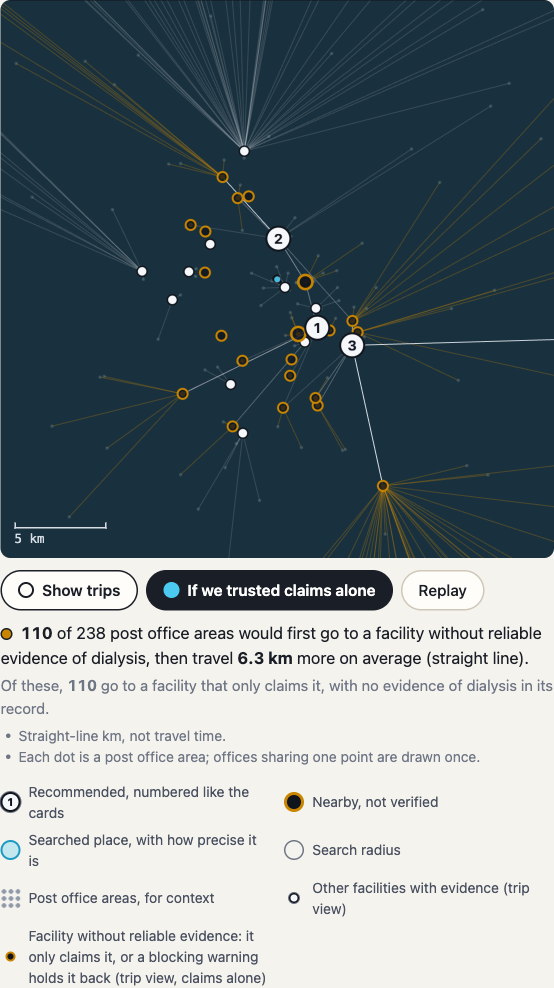 2
1
3
5 km
Show trips
If we trusted claims alone
Replay
110 of 238 post office areas would first go to a facility without reliable
evidence of dialysis, then travel 6.3 km more on average (straight line).
Of these, 110 go to a facility that only claims it, with no evidence of dialysis in its
record.
• Straight-line km, not travel time.
• Each dot is a post office area; offices sharing one point are drawn once.
1
Recommended, numbered like the
cards
Nearby, not verified
Searched place, with how precise it
is
Search radius
Post office areas, for context
Other facilities with evidence (trip
view)
Facility without reliable evidence: it
only claims it, or a blocking warning
holds it back (trip view, claims alone)